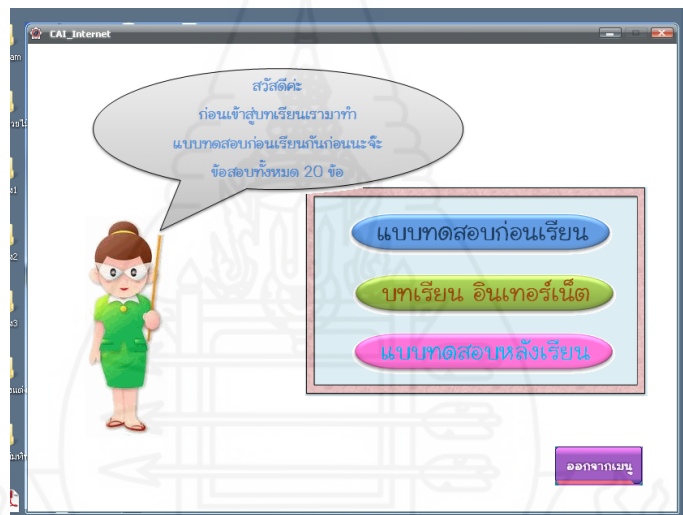 CAI_Internet
สวัสดีค่ะ
ก่อนเข้าสู่บทเรียนเรามาทำ
แบบทดสอบก่อนเรียนกันก่อนนะจ๊ะ
ข้อสอบทั้งหมด 20 ข้อ
แบบทดสอบก่อนเรียน
บทเรียน อินเทอร์เน็ต
แบบทดสอบหลังเรียน
ออกจากเมนู